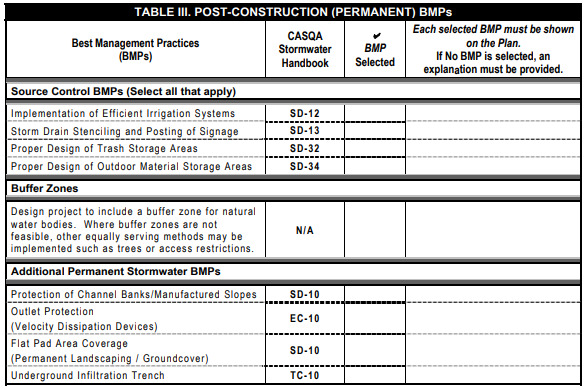 TABLE III. POST-CONSTRUCTION (PERMANENT) BMPs
Best Management Practices
(BMPs)
CASQA
Stormwater
Handbook
✔
BMP
Selected
Each selected BMP must be shown
on the Plan.
If No BMP is selected, an
explanation must be provided.
Source Control BMPs (Select all that apply)
Implementation of Efficient Irrigation Systems SD-12
Storm Drain Stenciling and Posting of Signage SD-13
Proper Design of Trash Storage Areas SD-32
Proper Design of Outdoor Material Storage Areas SD-34
Buffer Zones
Design project to include a buffer zone for natural
water bodies. Where buffer zones are not
feasible, other equally serving methods may be
implemented such as trees or access restrictions.
N/A
Additional Permanent Stormwater BMPs
Protection of Channel Banks/Manufactured Slopes SD-10
Outlet Protection
(Velocity Dissipation Devices)
EC-10
Flat Pad Area Coverage
(Permanent Landscaping / Groundcover)
SD-10
Underground Infiltration Trench TC-10